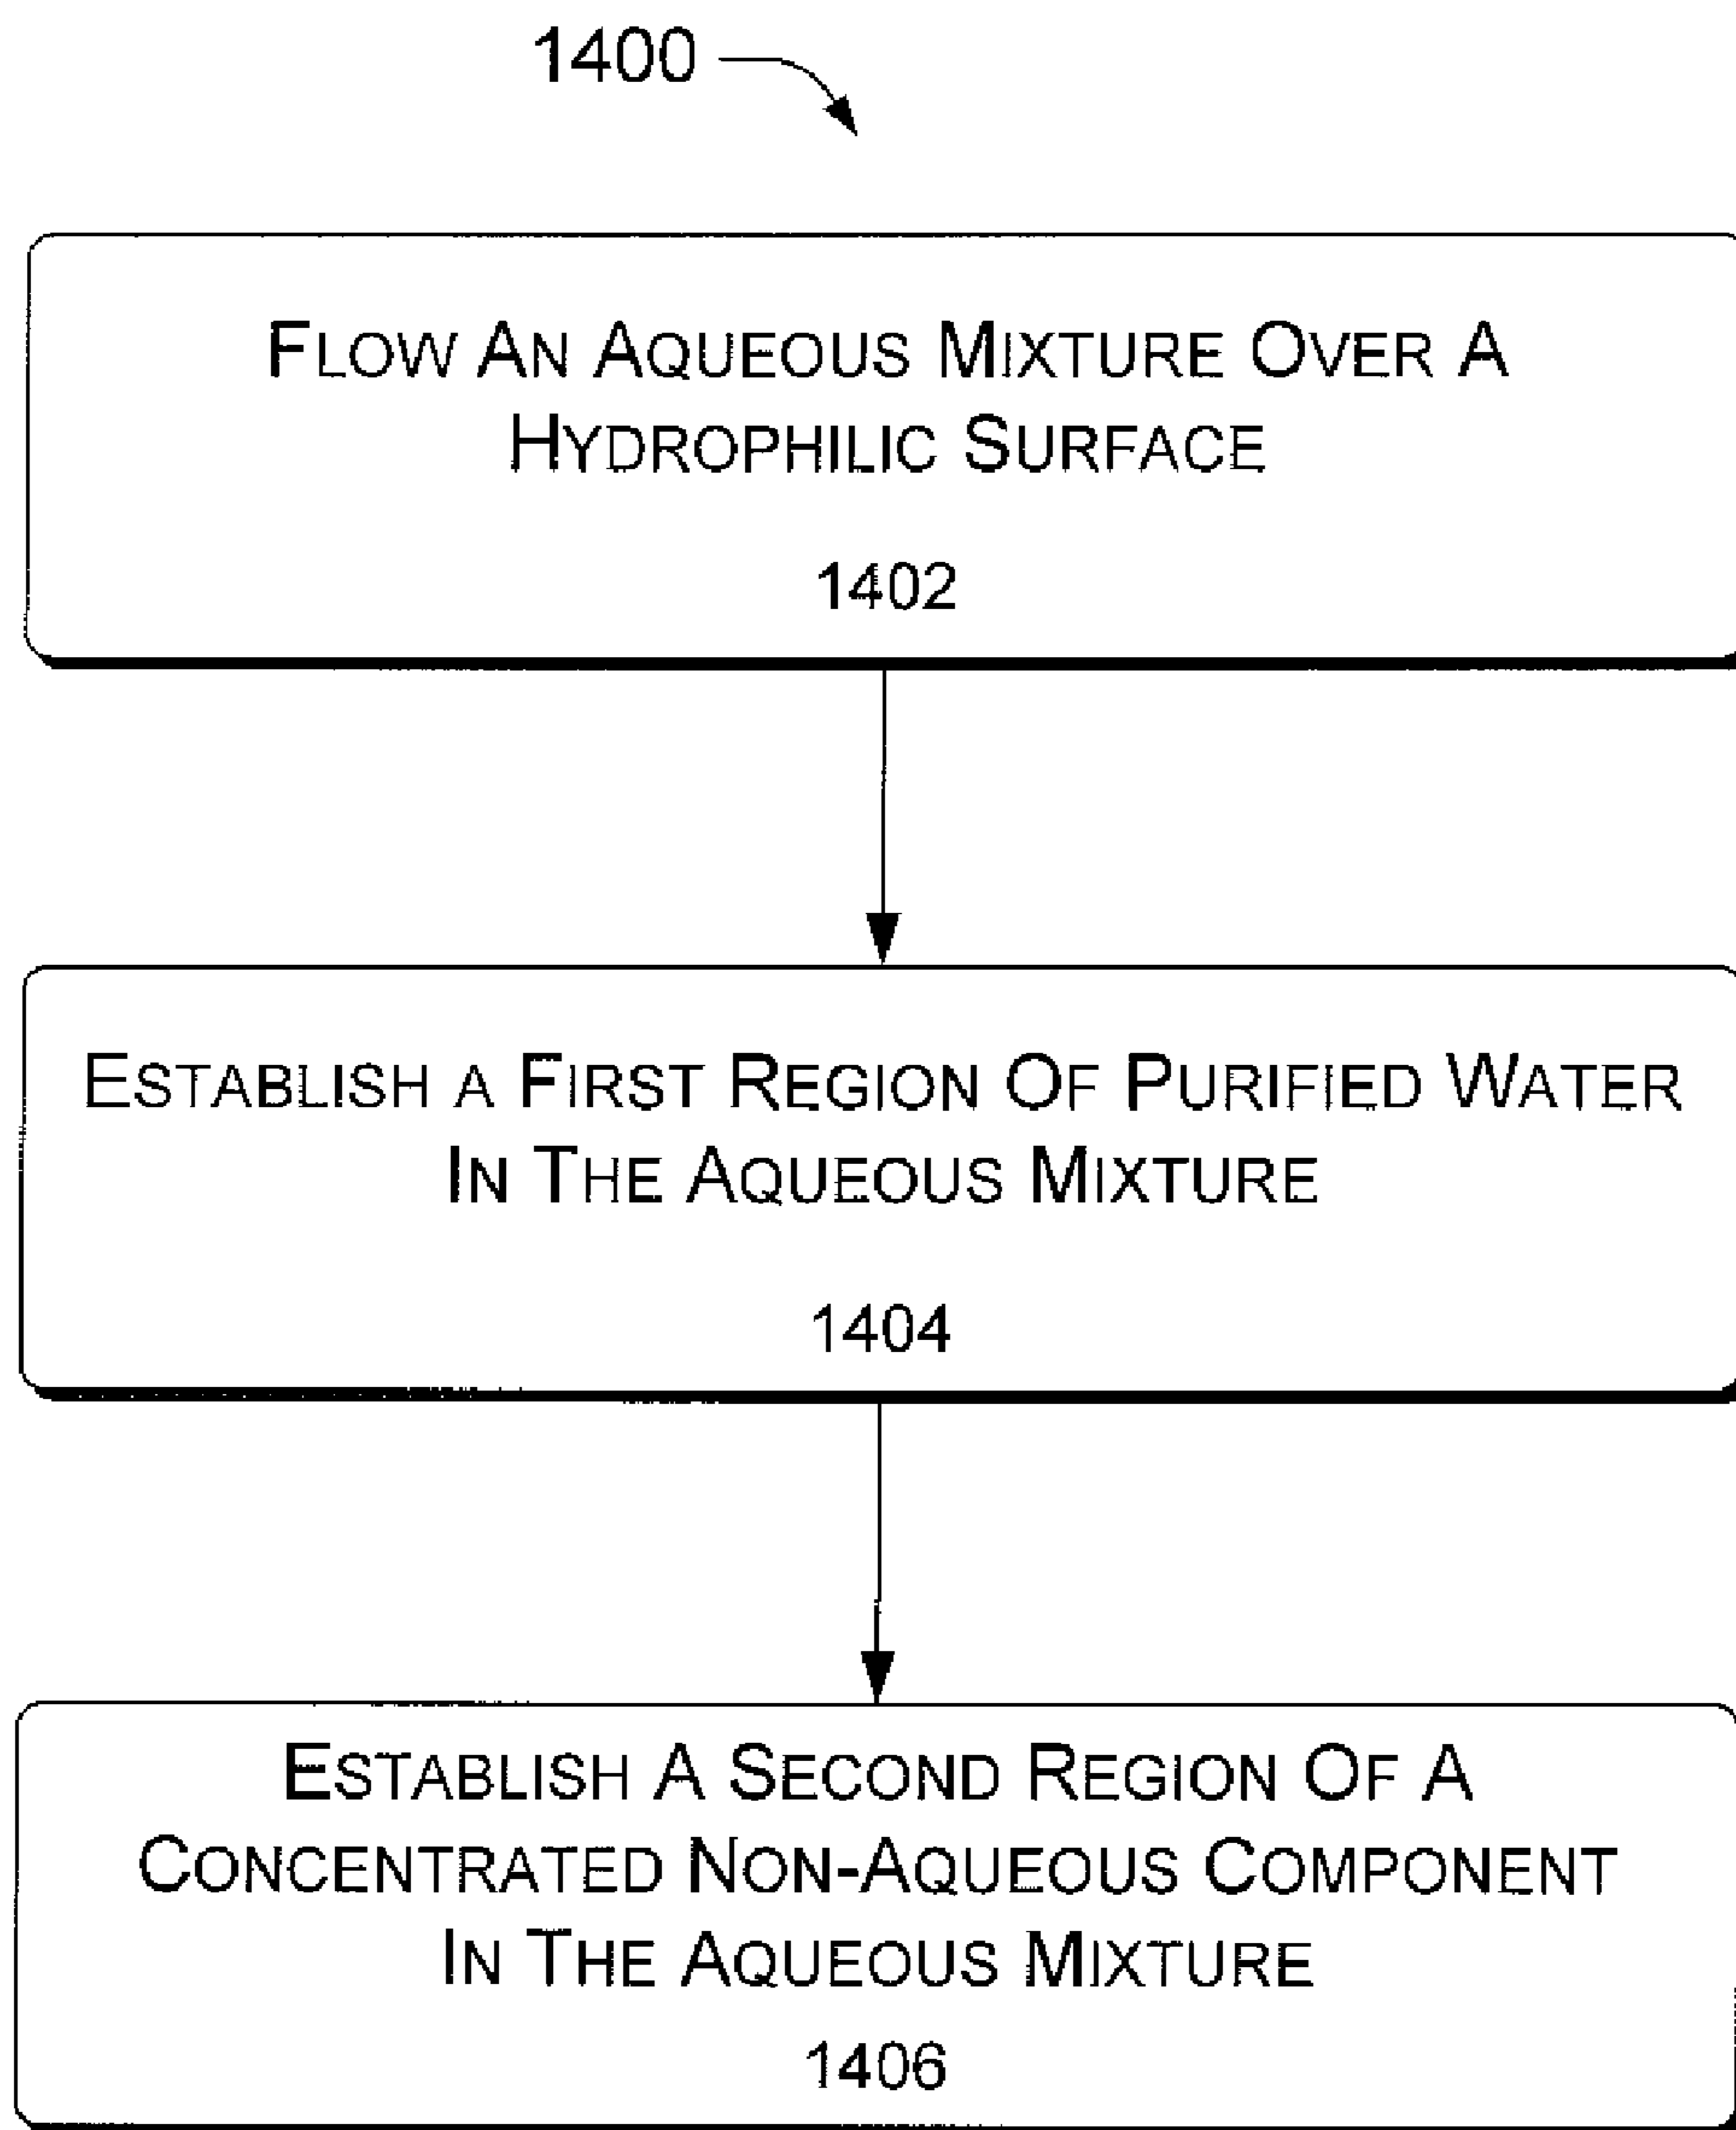 1400
FLOW AN AQUEOUS MIXTURE OVER A
HYDROPHILIC SURFACE
1402
ESTABLISH A FIRST REGION OF PURIFIED WATER
IN THE AQUEOUS MIXTURE
1404
ESTABLISH A SECOND REGION OF A
CONCENTRATED NON-AQUEOUS COMPONENT
IN THE AQUEOUS MIXTURE
1406